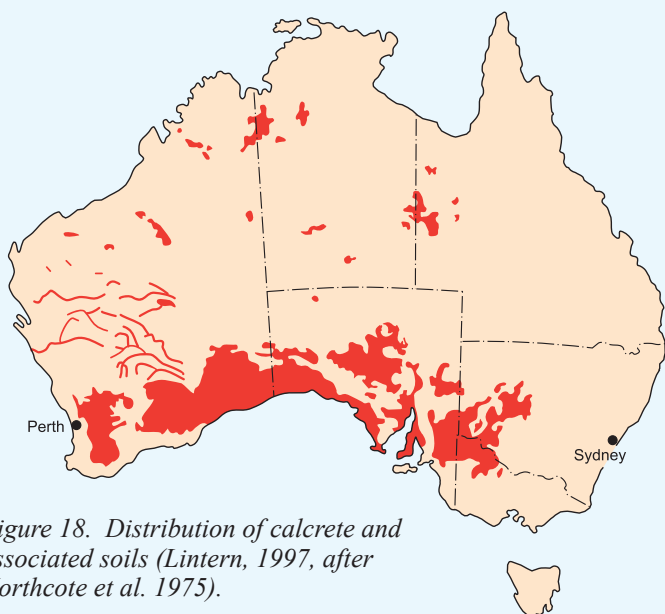 Perth
Sydney
igure 18. Distribution of calcrete and
ssociated soils (Lintern, 1997, after
orthcote et al. 1975).